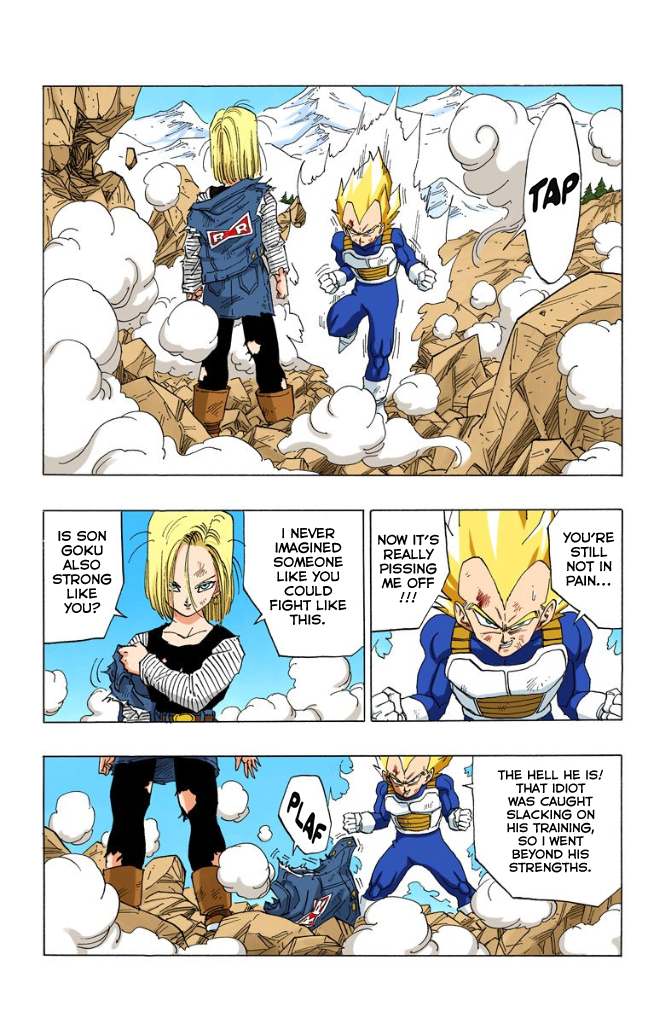 TAP
RR
YOU'RE
STILL
NOT IN
PAIN...
NOW IT'S
REALLY
PISSING
ME OFF
!!!
I NEVER
IMAGINED
SOMEONE
LIKE YOU
COULD
FIGHT LIKE
THIS.
IS SON
GOKU
ALSO
STRONG
LIKE
YOU?
THE HELL HE IS!
THAT IDIOT
WAS CAUGHT
SLACKING ON
HIS TRAINING,
SO I WENT
BEYOND HIS
STRENGTHS.
PLAF
RR